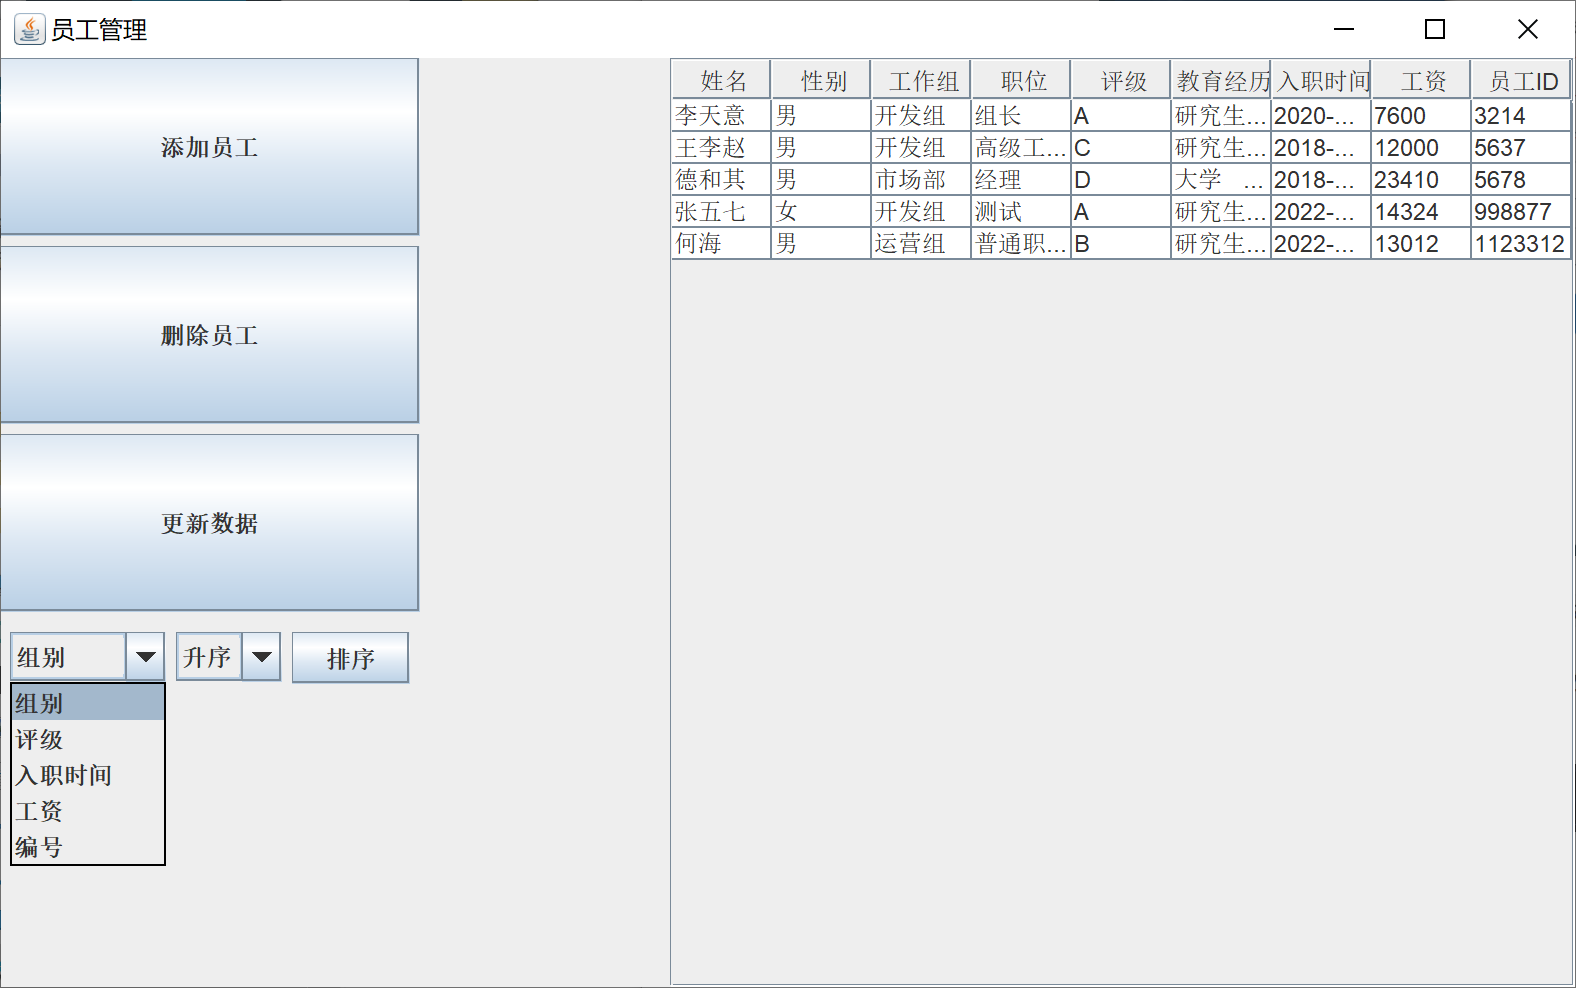 员工管理
添加员工
删除员工
更新数据
组别 升序 排序
组别
评级
入职时间
工资
编号
姓名 性别 工作组 职位 评级 教育经历 入职时间 工资 员工ID
李天意 男 开发组 组长 A 研究生... 2020-... 7600 3214
王李赵 男 开发组 高级工... C 研究生... 2018-... 12000 5637
德和其 男 市场部 经理 D 大学 ... 2018-... 23410 5678
张五七 女 开发组 测试 A 研究生... 2022-... 14324 998877
何海 男 运营组 普通职... B 研究生... 2022-... 13012 1123312